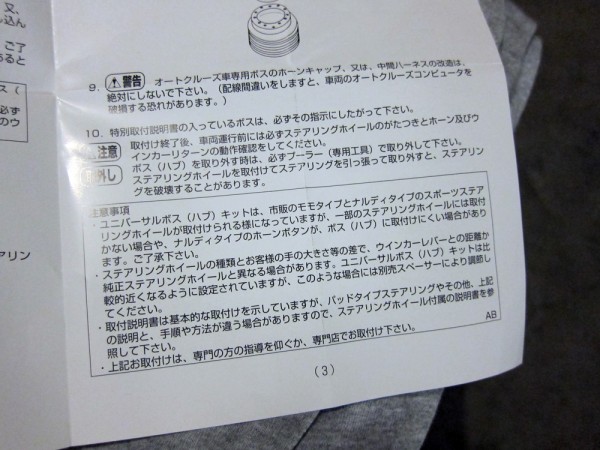 又、
し込ん
ご了
あると
ス（
必ず
のウ
アリン
9．⚠警告 オートクルーズ車専用ボスのホーンキャップ、又は、中間ハーネスの改造は、
絶対にしないで下さい。（配線間違いをしますと、車両のオートクルーズコンピュータを
破損する恐れがあります。）
10．特別取付説明書の入っているボスは、必ずその指示にしたがって下さい。
注意 取付け終了後、車両運行前には必ずステアリングホイールのがたつきとホーン及びウ
インカーリターンの動作確認をしてください。
外し ボス（ハブ）を取り外す時は、必ずプーラー（専用工具）で取り外して下さい。
ステアリングホイールを取付けてステアリングを引っ張って取り外すと、ステアリン
グを破壊することがあります。
注意事項
・ユニバーサルボス（ハブ）キットは、市販のモモタイプとナルディタイプのスポーツステア
リングホイールが取付けられる様になっていますが、一部のステアリングホイールには取付
かない場合や、ナルディタイプのホーンボタンが、ボス（ハブ）に取付けにくい場合があり
ます。ご了承下さい。
・ステアリングホイールの種類とお客様の手の大きさ等の差で、ウインカーレバーとの距離が
純正ステアリングホイールと異なる場合があります。ユニバーサルボス（ハブ）キットは比
較的近くなるように設定されていますが、このような場合には別売スペーサーにより調節し
てください。
・取付説明書は基本的な取付けを示していますが、パッドタイプステアリングやその他、上記
の説明と、手順や方法が違う場合がありますので、ステアリングホイール付属の説明書を参
照して下さい。
・上記お取付けは、専門の方の指導を仰ぐか、専門店でお取付け下さい。
AB
（3）